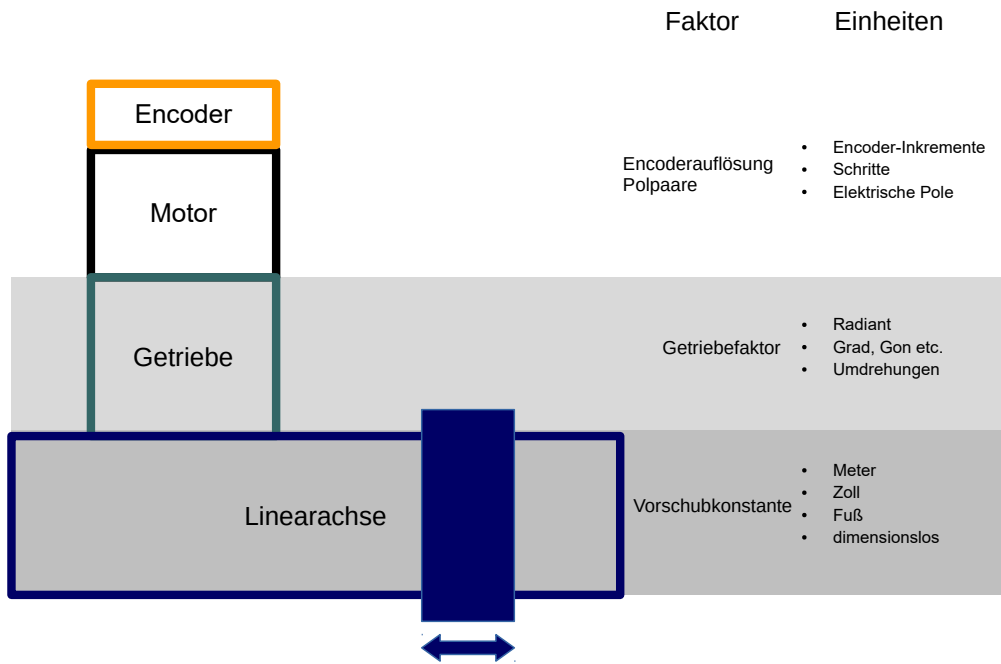 Faktor Einheiten
Encoder
Encoderauflösung
Polpaare
• Encoder-Inkremente
• Schritte
• Elektrische Pole
Motor
Getriebe
Getriebefaktor
• Radiant
• Grad, Gon etc.
• Umdrehungen
Linearachse
Vorschubkonstante
• Meter
• Zoll
• Fuß
• dimensionslos